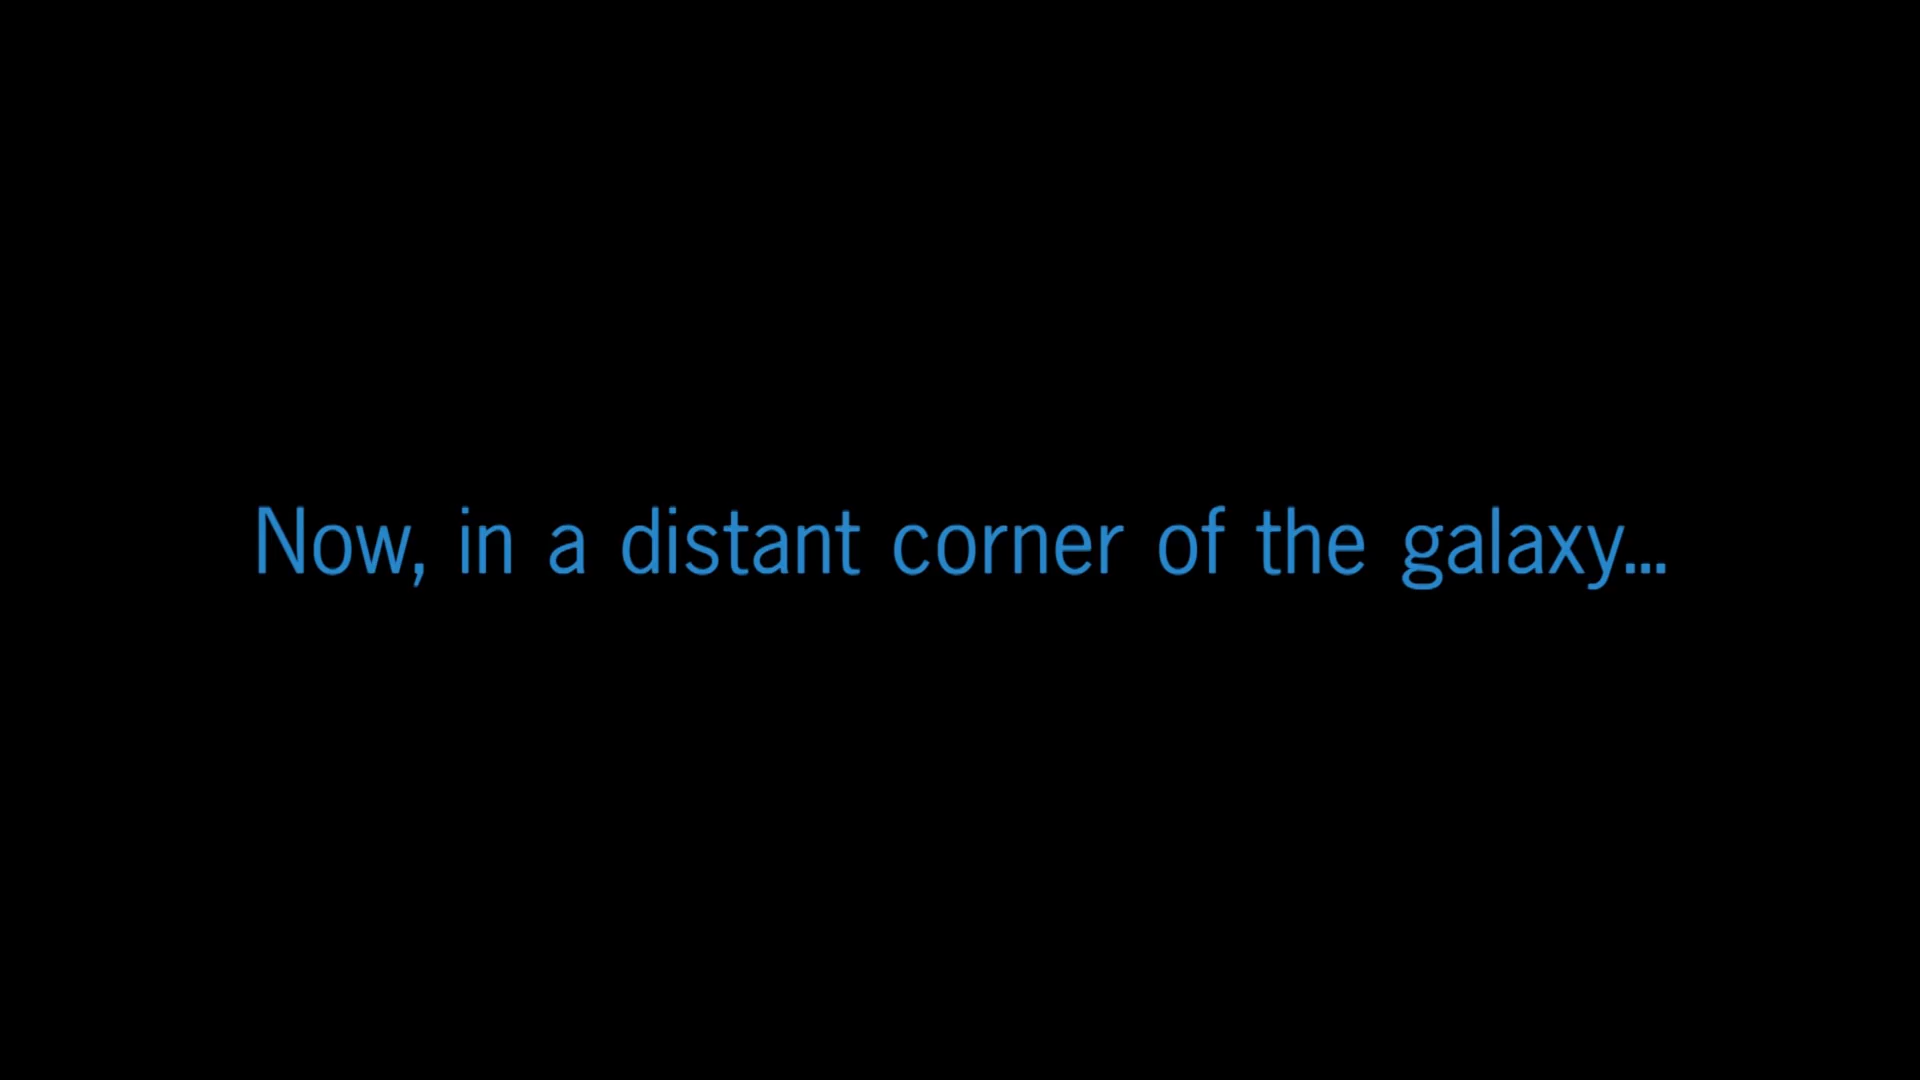 Now, in a distant corner of the galaxy...